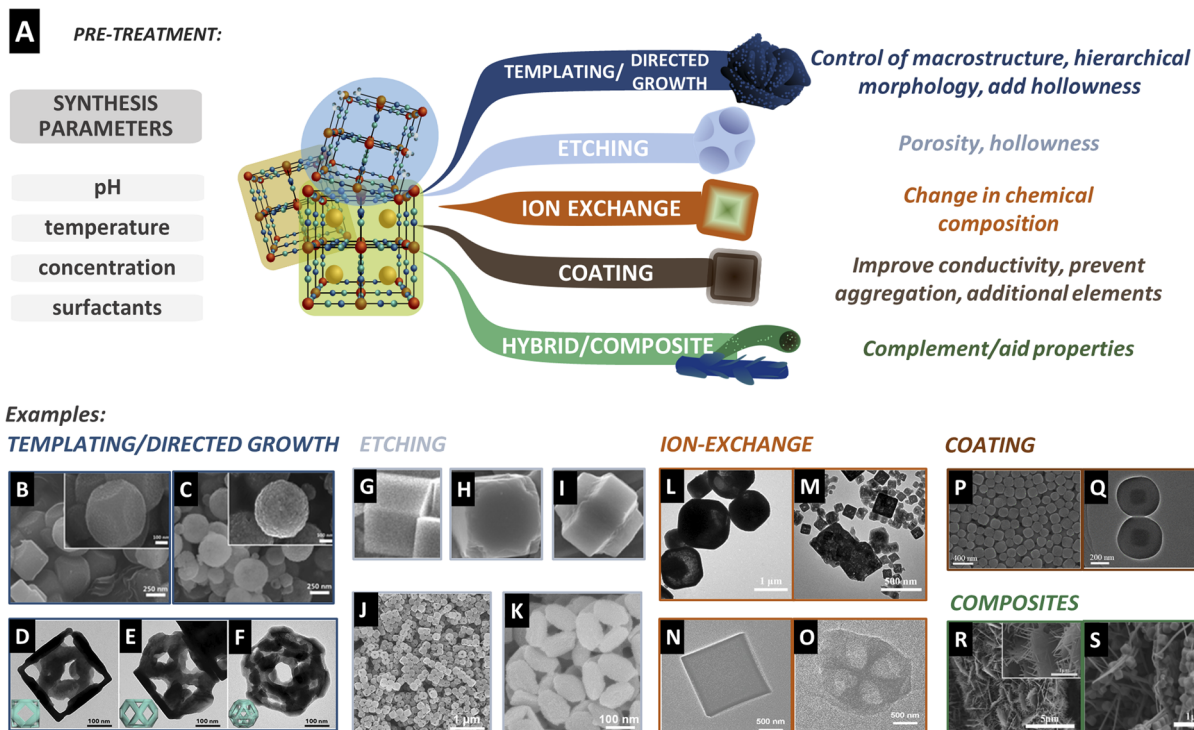 A
PRE-TREATMENT:
SYNTHESIS
PARAMETERS
pH
temperature
concentration
surfactants
TEMPLATING/ DIRECTED
GROWTH
Control of macrostructure, hierarchical
morphology, add hollowness
ETCHING
Porosity, hollowness
ION EXCHANGE
Change in chemical
composition
COATING
Improve conductivity, prevent
aggregation, additional elements
HYBRID/COMPOSITE
Complement/aid properties
Examples:
TEMPLATING/DIRECTED GROWTH
ETCHING
ION-EXCHANGE
COATING
B
250 nm
C
250 nm
G
H
I
L
1 μm
M
500 nm
P
400 nm
Q
200 nm
COMPOSITES
D
100 nm
E
100 nm
F
100 nm
J
1 μm
K
100 nm
N
500 nm
O
500 nm
R
5μm
S